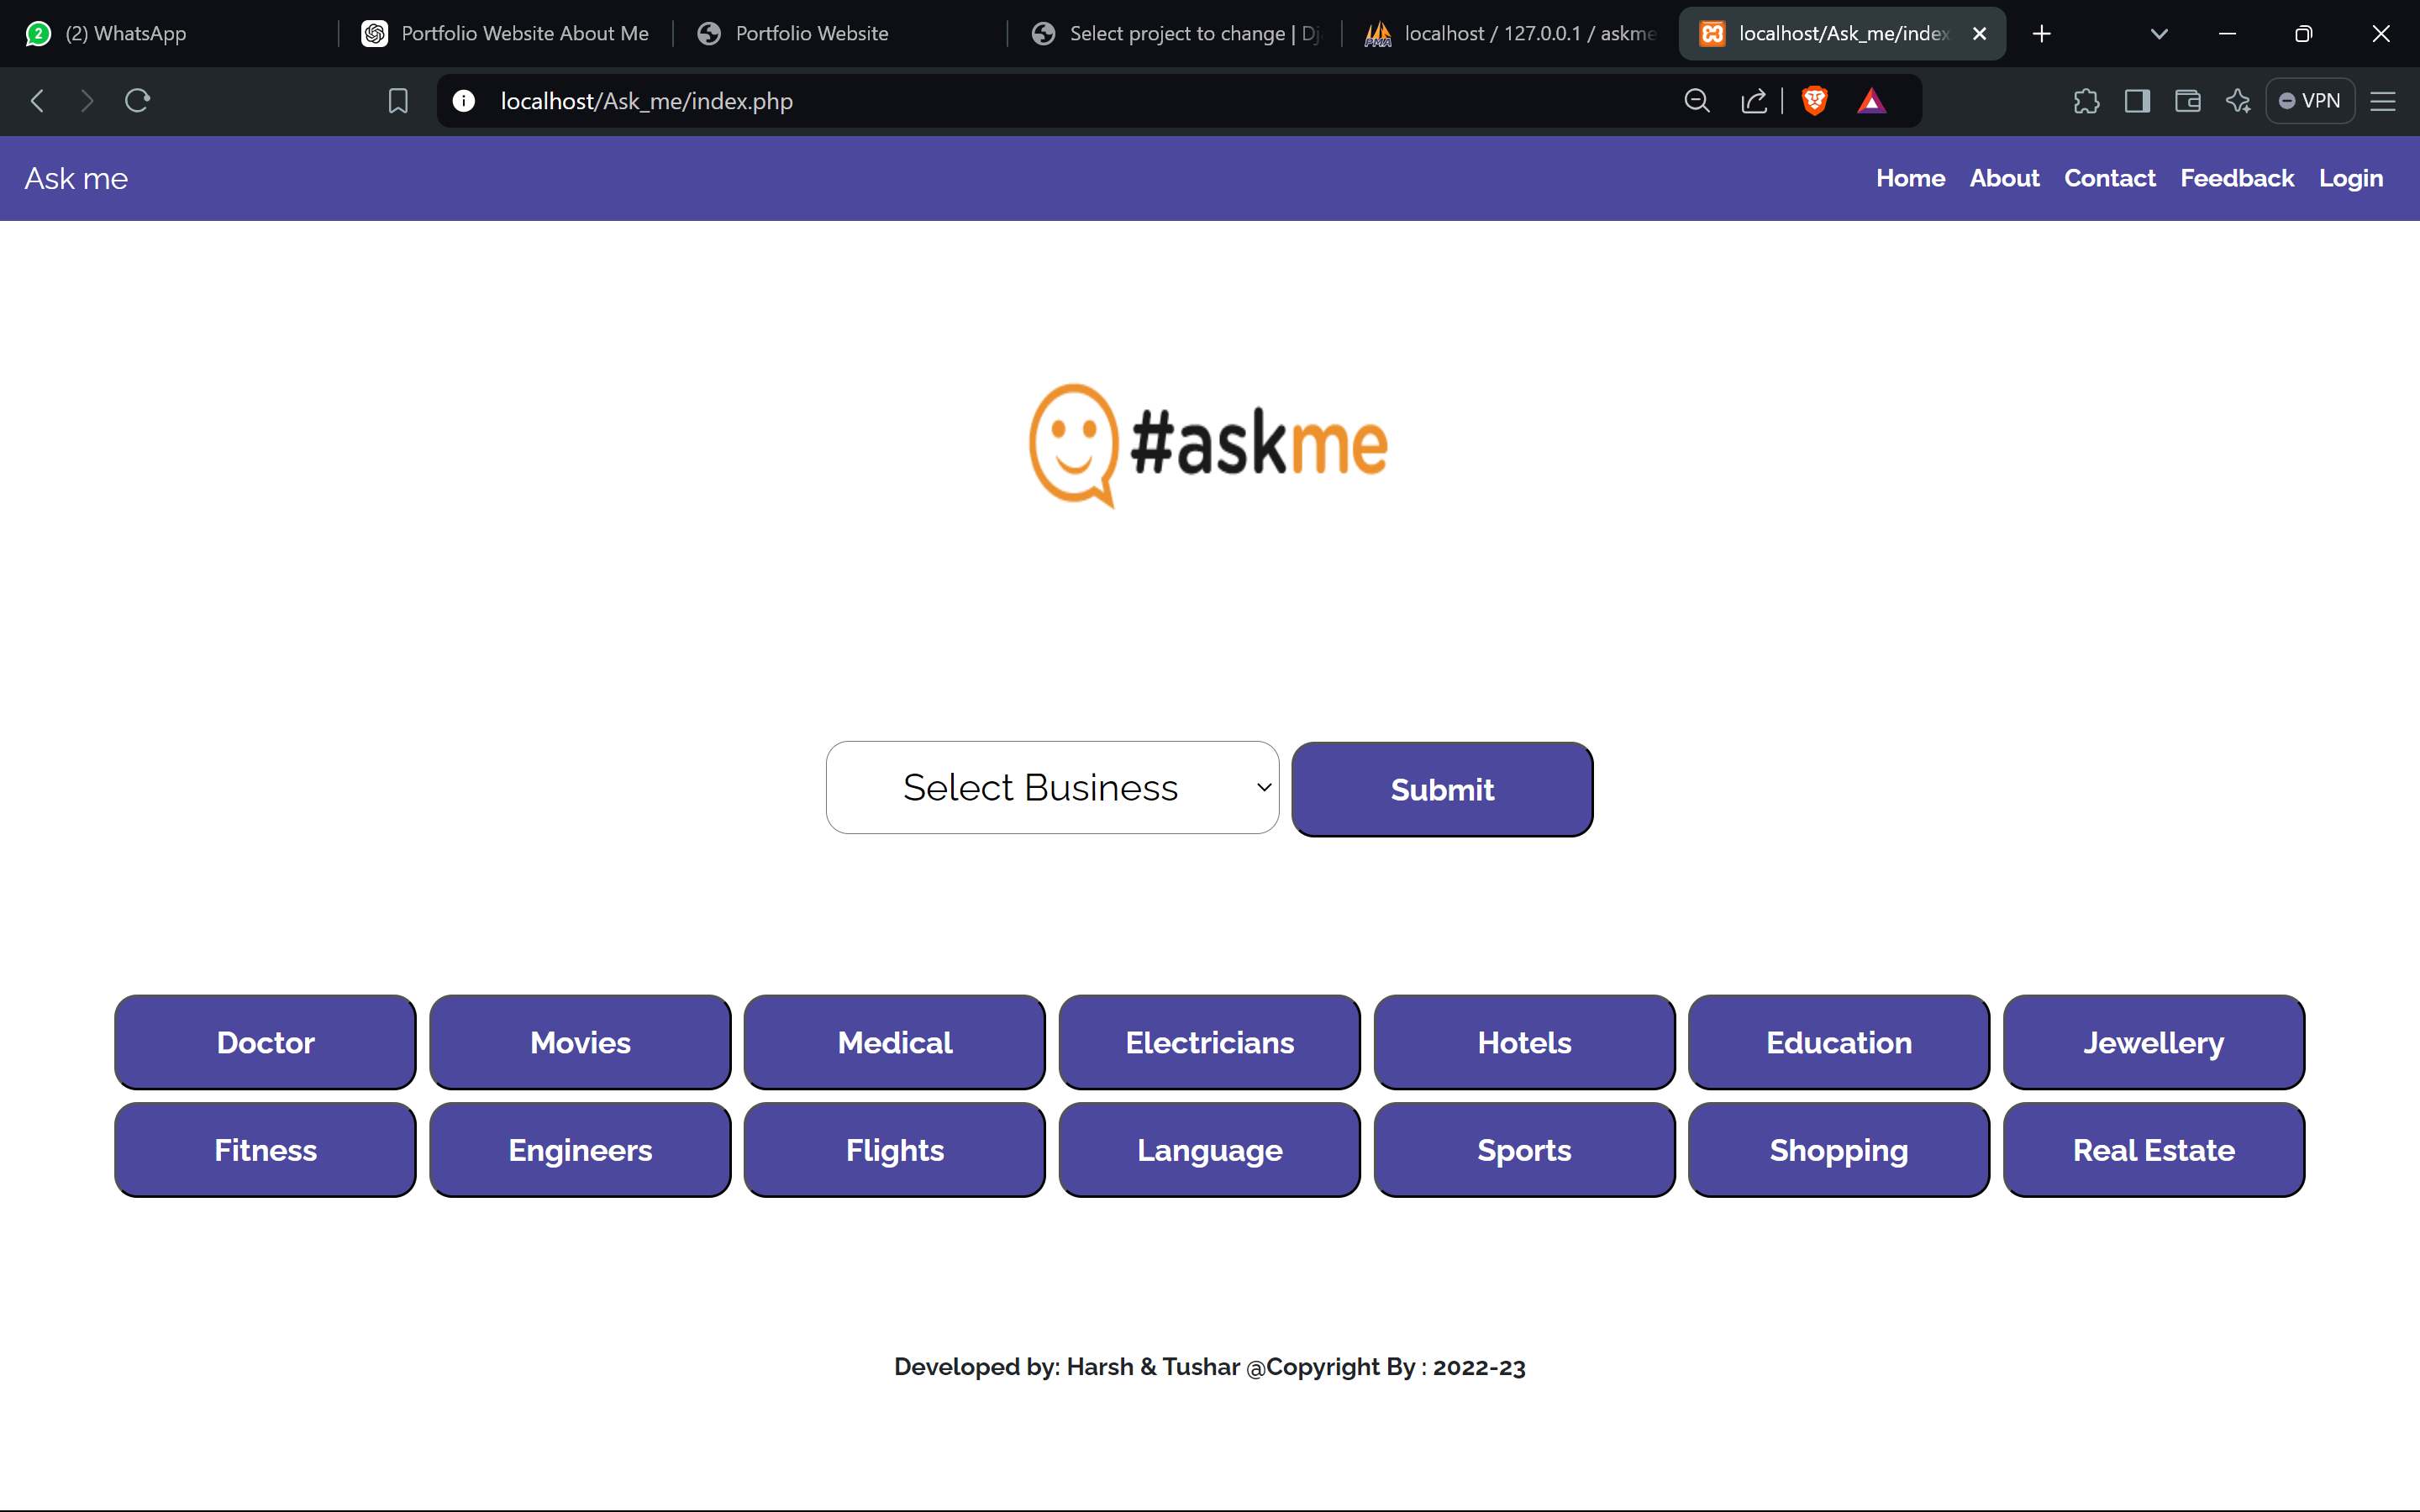 2 (2) WhatsApp Portfolio Website About Me Portfolio Website Select project to change | Dj localhost / 127.0.0.1 / askme localhost/Ask_me/index
localhost/Ask_me/index.php VPN
Ask me Home About Contact Feedback Login
#askme
Select Business Submit
Doctor Movies Medical Electricians Hotels Education Jewellery
Fitness Engineers Flights Language Sports Shopping Real Estate
Developed by: Harsh & Tushar @Copyright By : 2022-23